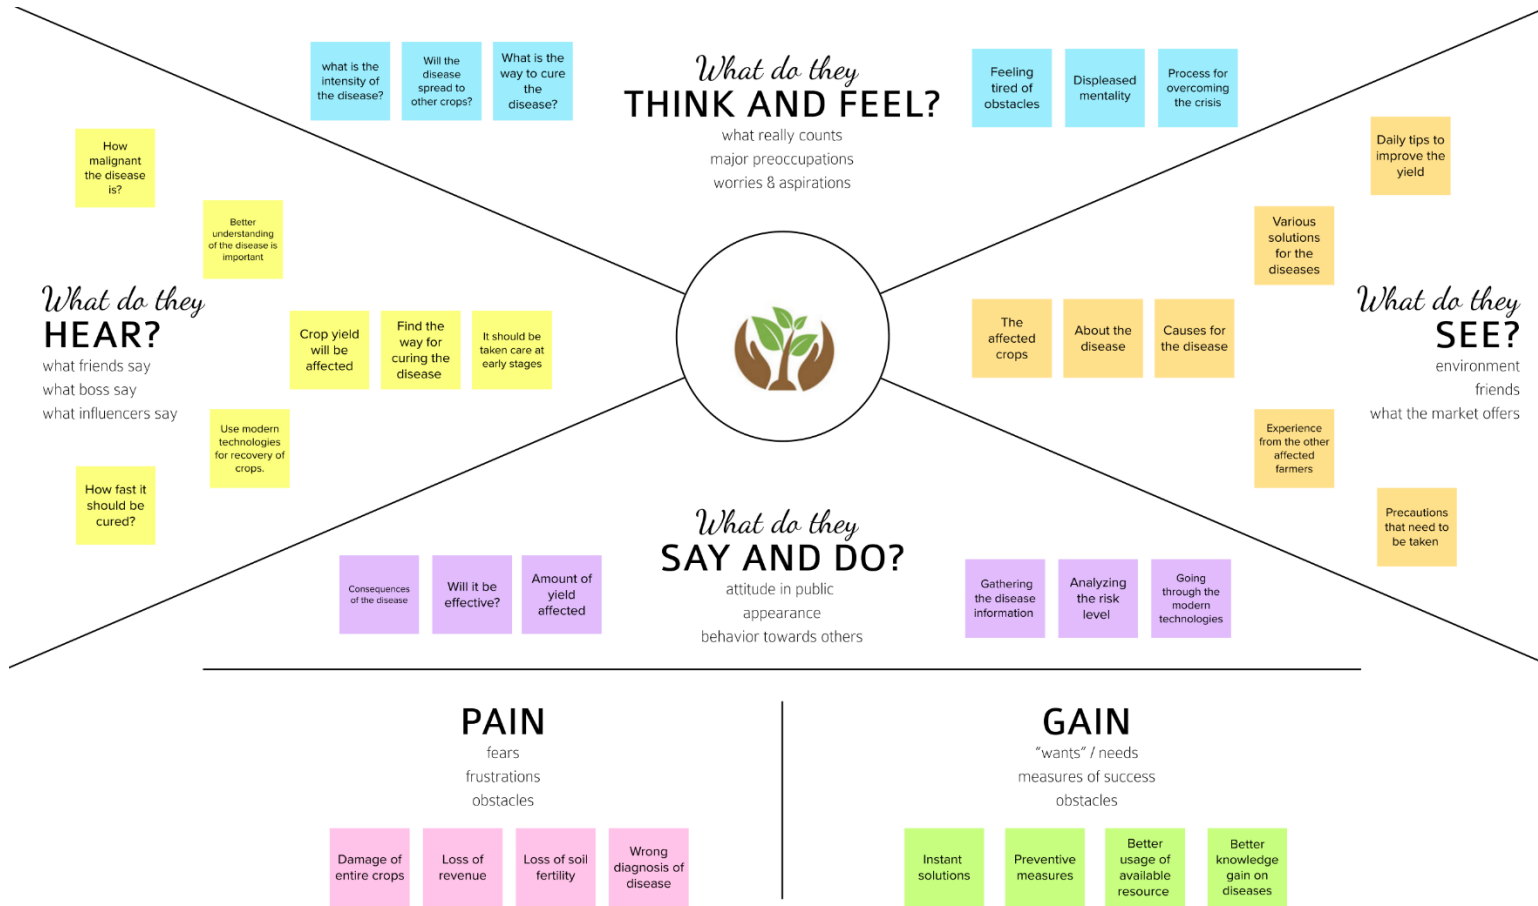 what is the
intensity of
the disease?
Will the
disease
spread to
other crops?
What is the
way to cure
the
disease?
What do they
THINK AND FEEL?
what really counts
major preoccupations
worries & aspirations
Feeling
tired of
obstacles
Displeased
mentality
Process for
overcoming
the crisis
How
malignant
the disease
is?
Better
understanding
of the disease is
important
What do they
HEAR?
what friends say
what boss say
what influencers say
Crop yield
will be
affected
Find the
way for
curing the
disease
It should be
taken care at
early stages
Use modern
technologies
for recovery of
crops.
How fast it
should be
cured?
Daily tips to
improve the
yield
Various
solutions
for the
diseases
The
affected
crops
About the
disease
Causes for
the disease
What do they
SEE?
environment
friends
what the market offers
Experience
from the other
affected
farmers
Precautions
that need to
be taken
What do they
SAY AND DO?
attitude in public
appearance
behavior towards others
Consequences
of the disease
Will it be
effective?
Amount of
yield
affected
Gathering
the disease
information
Analyzing
the risk
level
Going
through the
modern
technologies
PAIN
fears
frustrations
obstacles
Damage of
entire crops
Loss of
revenue
Loss of soil
fertility
Wrong
diagnosis of
disease
GAIN
"wants" / needs
measures of success
obstacles
Instant
solutions
Preventive
measures
Better
usage of
available
resource
Better
knowledge
gain on
diseases